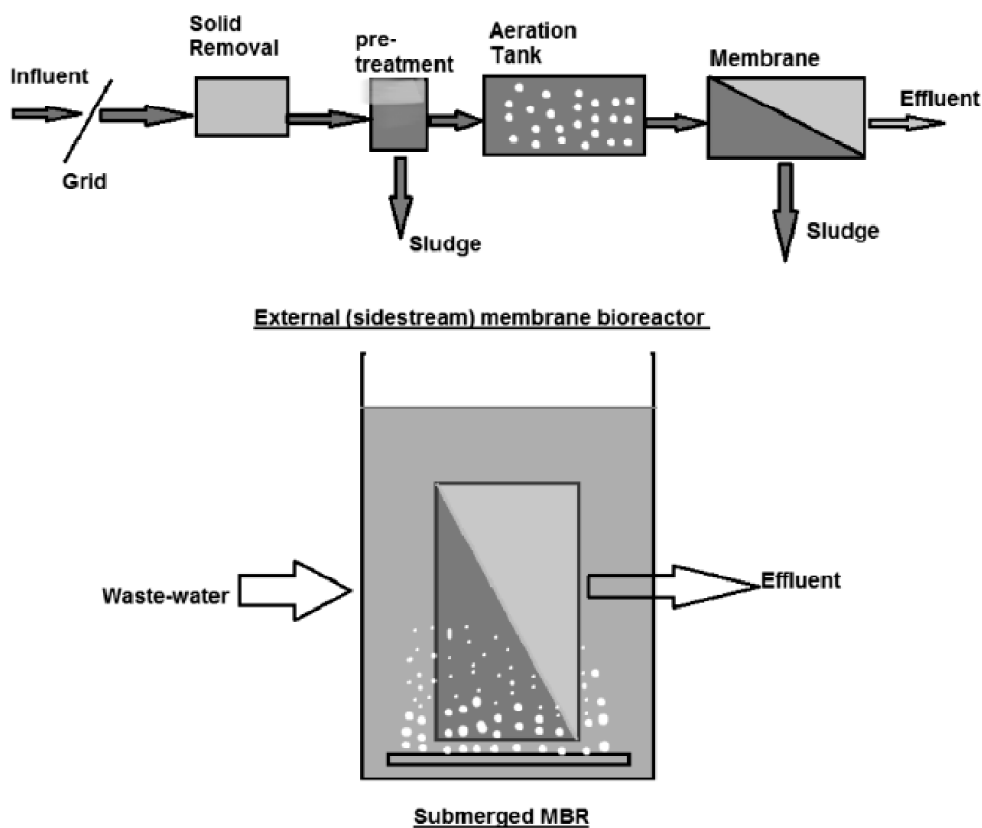 Solid
Removal
pre-
treatment
Aeration
Tank
Membrane
Influent
Effluent
Grid
Sludge
Sludge
External (sidestream) membrane bioreactor
Waste-water
Effluent
Submerged MBR